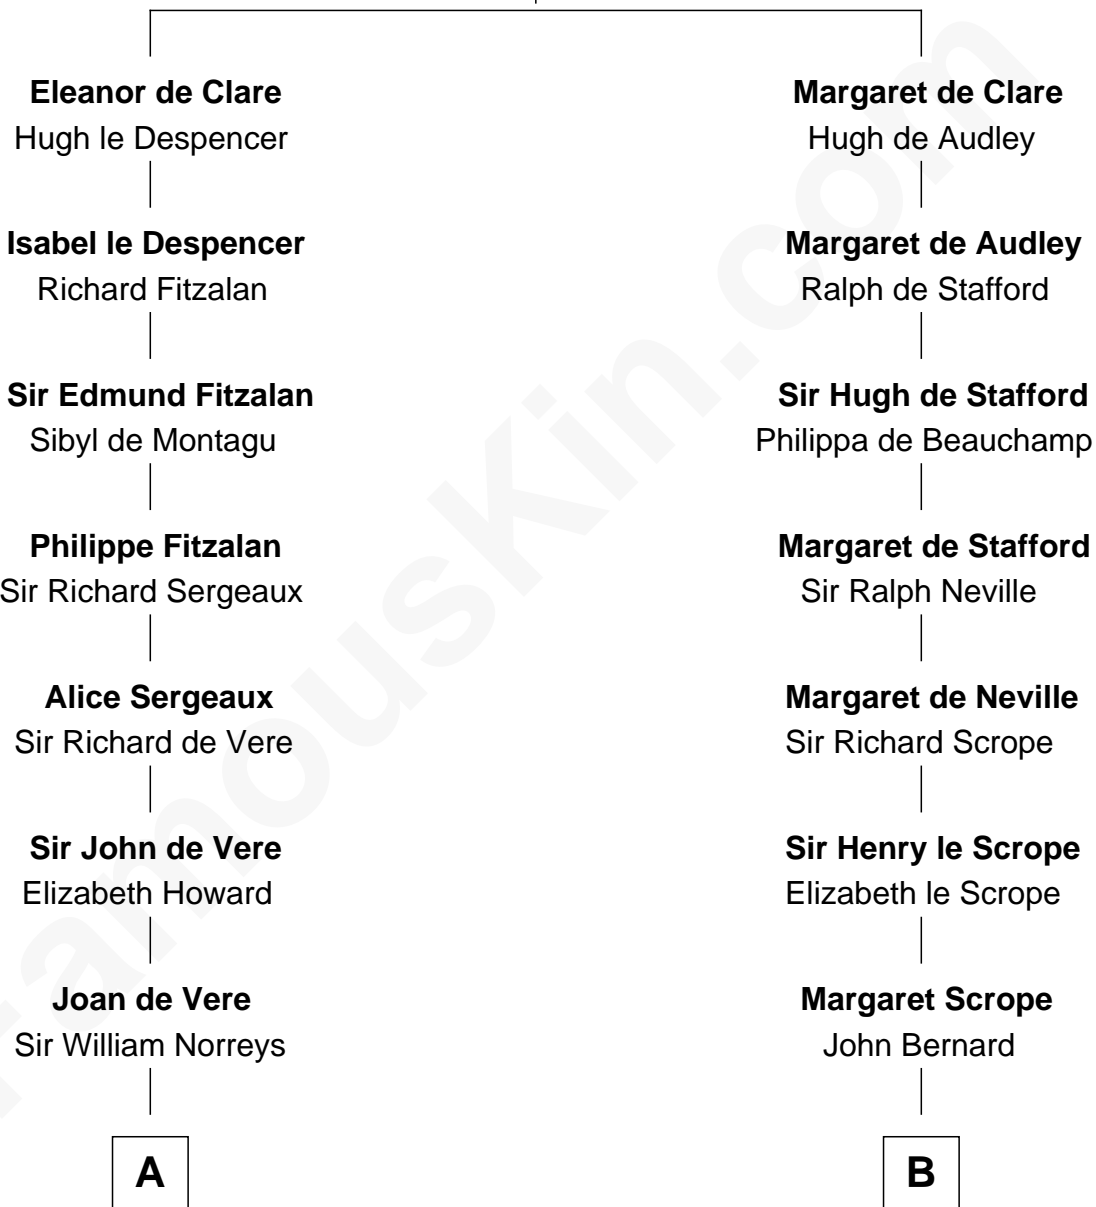 Eleanor de Clare
Hugh le Despencer
Margaret de Clare
Hugh de Audley
Isabel le Despencer
Richard Fitzalan
Margaret de Audley
Ralph de Stafford
Sir Edmund Fitzalan
Sibyl de Montagu
Sir Hugh de Stafford
Philippa de Beauchamp
Philippe Fitzalan
Sir Richard Sergeaux
Margaret de Stafford
Sir Ralph Neville
Alice Sergeaux
Sir Richard de Vere
Margaret de Neville
Sir Richard Scrope
Sir John de Vere
Elizabeth Howard
Sir Henry le Scrope
Elizabeth le Scrope
Joan de Vere
Sir William Norreys
Margaret Scrope
John Bernard
A
B
FamousKin.com